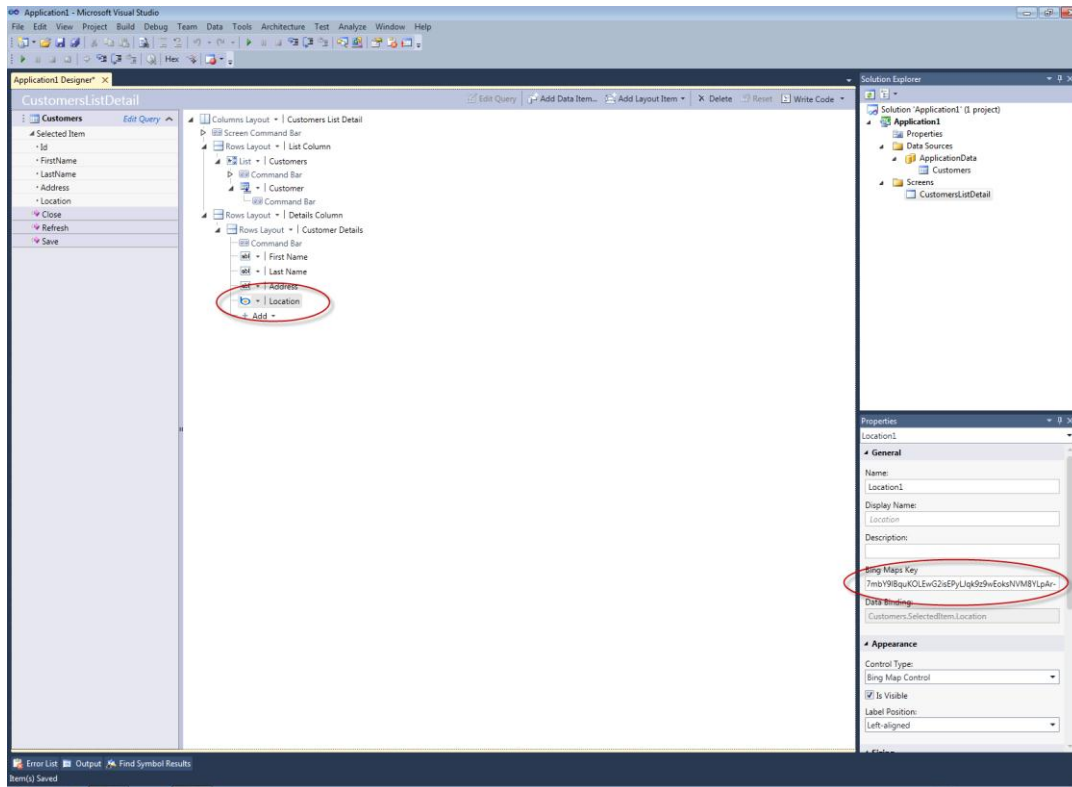 Application1 - Microsoft Visual Studio
File Edit View Project Build Debug Team Data Tools Architecture Test Analyze Window Help
Hex
Application1 Designer*
CustomersListDetail
Edit Query Add Data Item... Add Layout Item Delete Reset Write Code
Customers Edit Query
Selected Item
Id
FirstName
LastName
Address
Location
Close
Refresh
Save
Columns Layout | Customers List Detail
Screen Command Bar
Rows Layout | List Column
List | Customers
Command Bar
| Customer
Command Bar
Rows Layout | Details Column
Rows Layout | Customer Details
Command Bar
abl | First Name
abl | Last Name
abl | Address
| Location
+ Add
Solution Explorer
Solution 'Application1' (1 project)
Application1
Properties
Data Sources
ApplicationData
Customers
Screens
CustomersListDetail
Properties
Location1
General
Name:
Location1
Display Name:
Location
Description:
Bing Maps Key
Data Binding:
Customers.SelectedItem.Location
Appearance
Control Type:
Bing Map Control
Is Visible
Label Position:
Left-aligned
Error List Output Find Symbol Results
Item(s) Saved